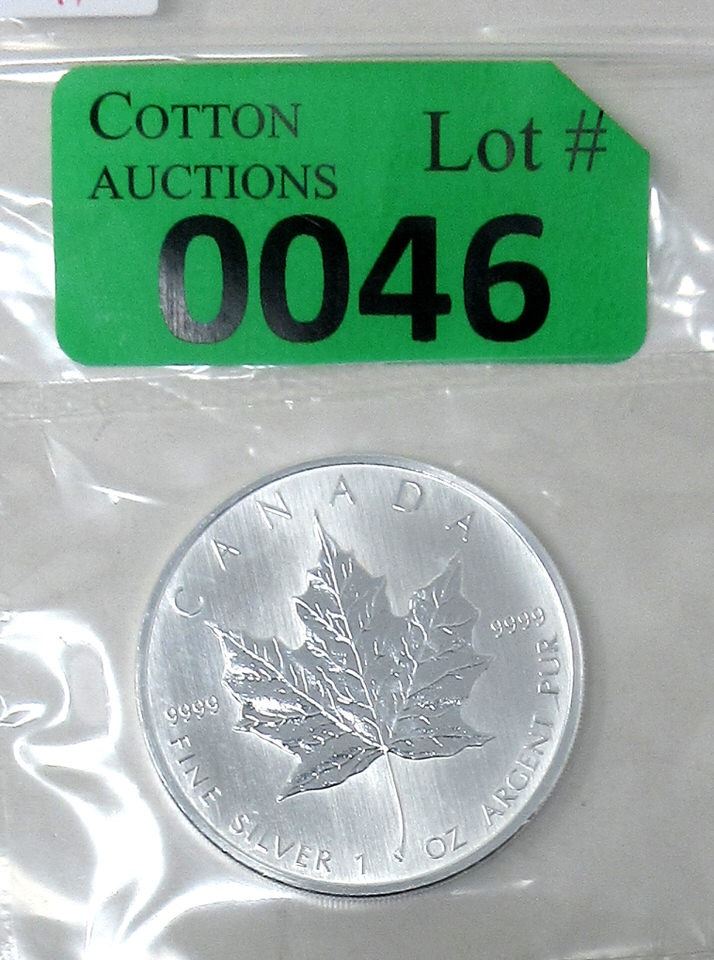 COTTON
AUCTIONS
Lot #
0046
CANADA
9999
9999
FINE SILVER 1 OZ ARGENT PUR